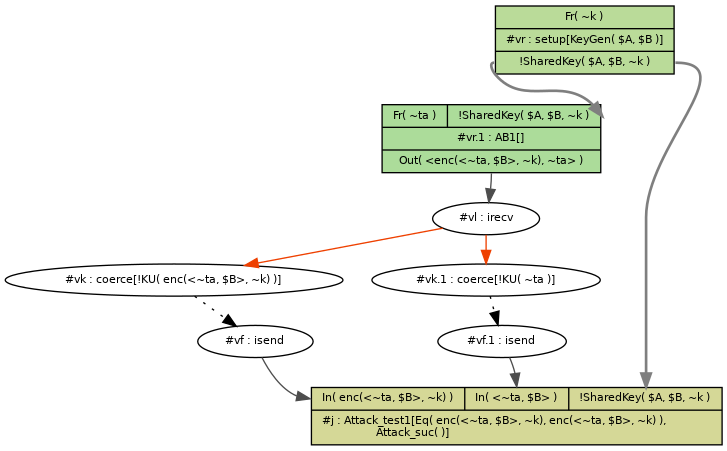 Fr( ~k )
#vr : setup[KeyGen( $A, $B )]
!SharedKey( $A, $B, ~k )
Fr( ~ta )
!SharedKey( $A, $B, ~k )
#vr.1 : AB1[]
Out( <enc(<~ta, $B>, ~k), ~ta> )
#vl : irecv
#vk : coerce[!KU( enc(<~ta, $B>, ~k) )]
#vk.1 : coerce[!KU( ~ta )]
#vf : isend
#vf.1 : isend
In( enc(<~ta, $B>, ~k) )
In( <~ta, $B> )
!SharedKey( $A, $B, ~k )
#j : Attack_test1[Eq( enc(<~ta, $B>, ~k), enc(<~ta, $B>, ~k) ),
Attack_suc( )]